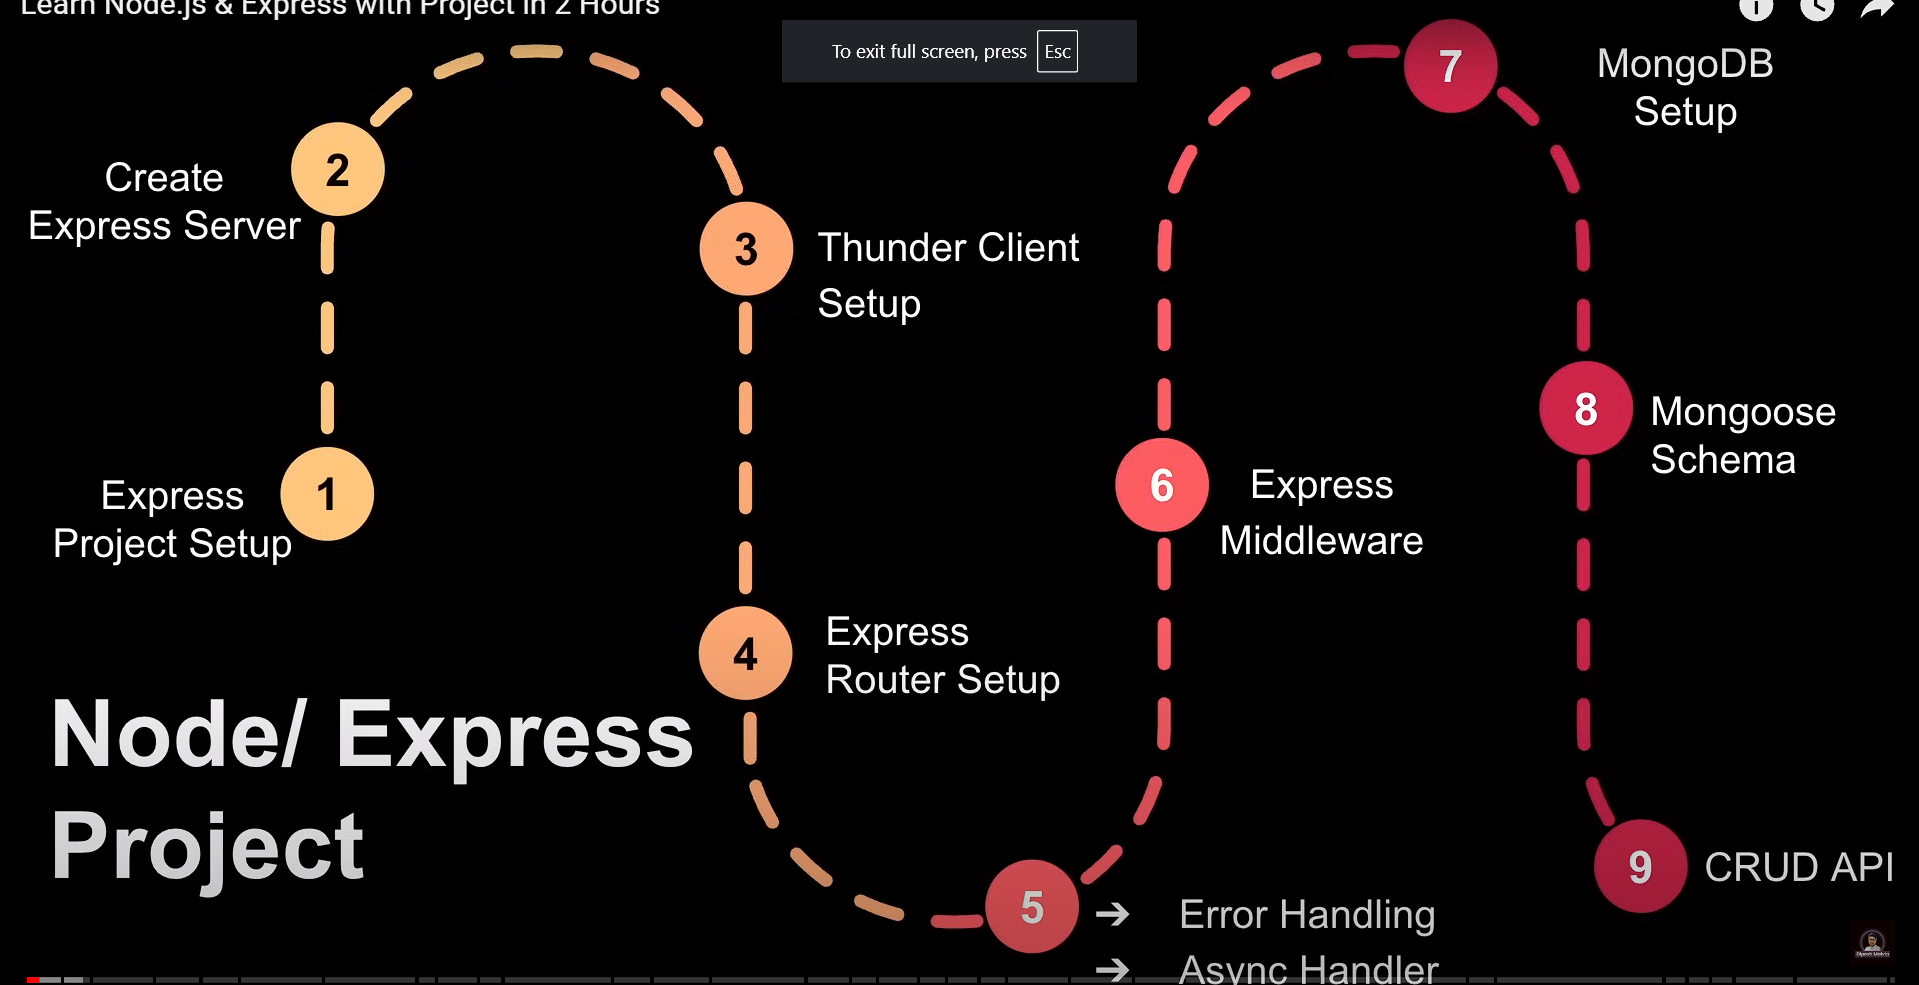 Learn Node.js & Express with Project in 2 Hours
To exit full screen, press Esc
1
Express
Project Setup
2
Create
Express Server
3
Thunder Client
Setup
4
Express
Router Setup
5
➔ Error Handling
➔ Async Handler
6
Express
Middleware
7
MongoDB
Setup
8
Mongoose
Schema
9
CRUD API
Node/ Express
Project
Dipesh Malvia